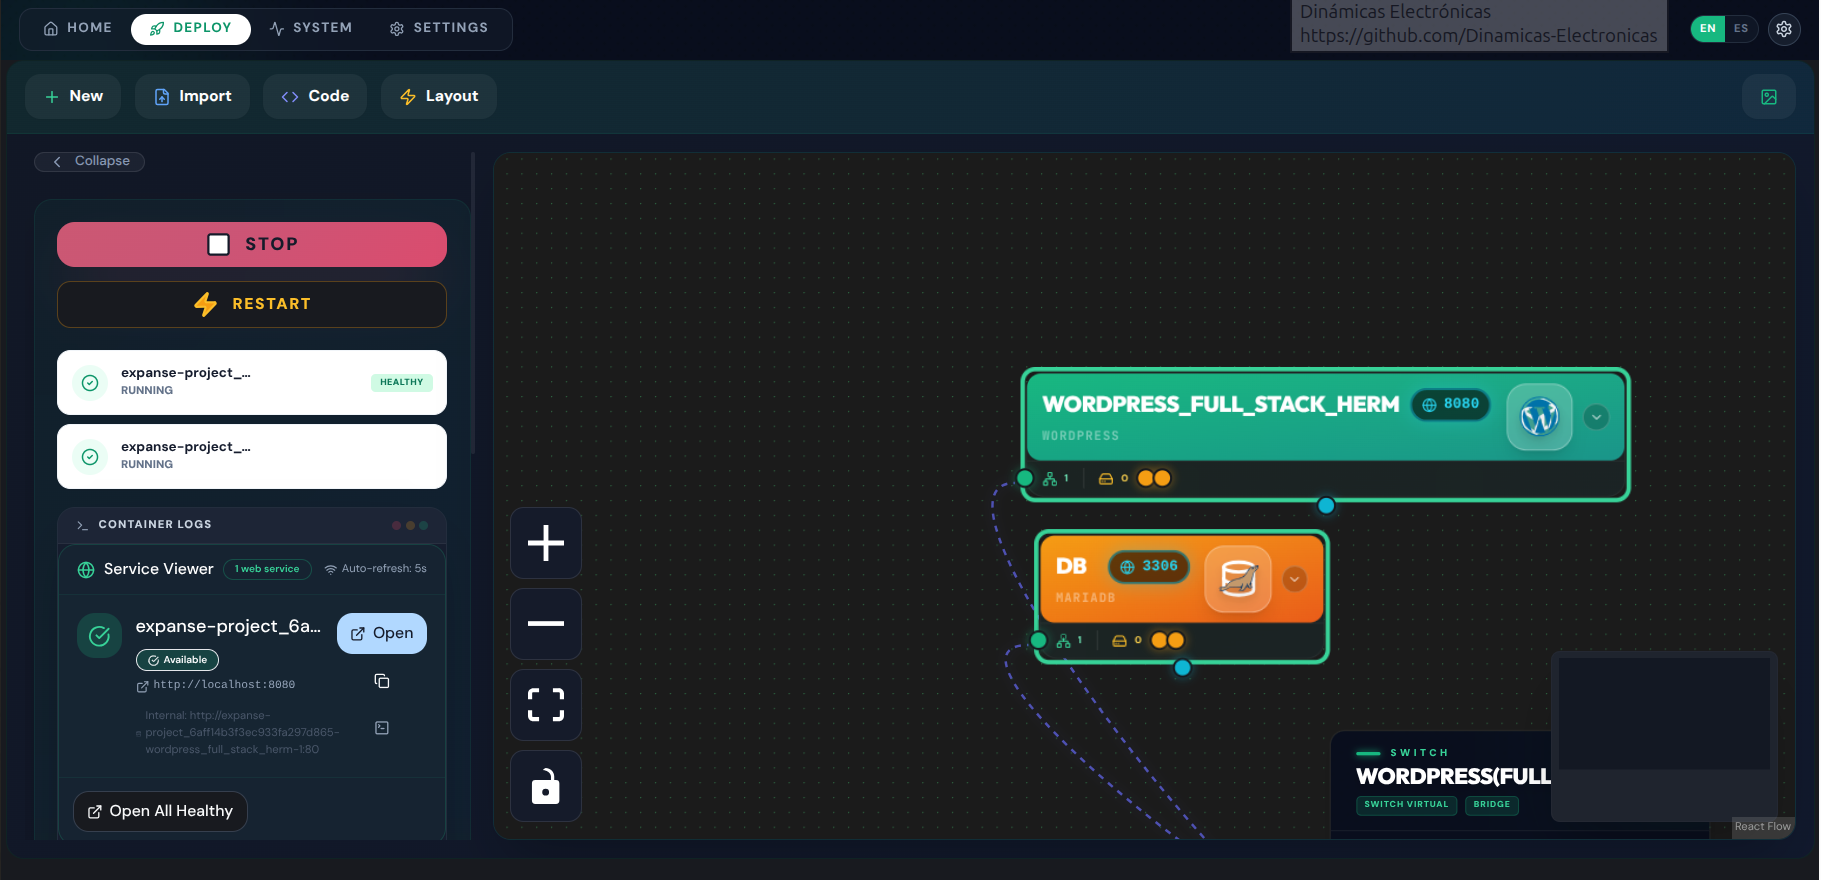 HOME
DEPLOY
SYSTEM
SETTINGS
Dinámicas Electrónicas
https://github.com/Dinamicas-Electronicas
EN
ES
New
Import
Code
Layout
Collapse
STOP
RESTART
expanse-project_...
RUNNING
HEALTHY
expanse-project_...
RUNNING
CONTAINER LOGS
Service Viewer
1 web service
Auto-refresh: 5s
expanse-project_6a...
Open
Available
http://localhost:8080
Internal: http://expanse-
project_6aff14b3f3ec933fa297d865-
wordpress_full_stack_herm-1:80
Open All Healthy
WORDPRESS_FULL_STACK_HERM
8080
WORDPRESS
1
0
DB
3306
MARIADB
1
0
SWITCH
WORDPRESS(FULL
SWITCH VIRTUAL
BRIDGE
React Flow